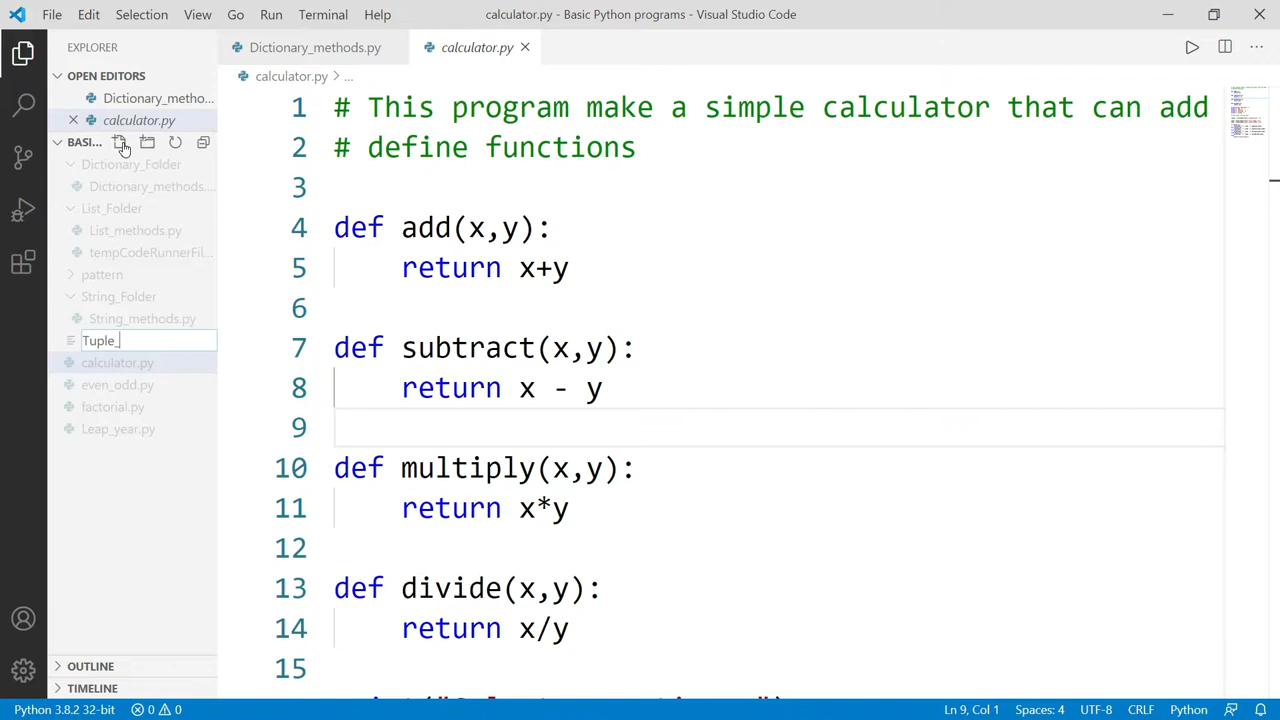 File Edit Selection View Go Run Terminal Help calculator.py - Basic Python programs - Visual Studio Code
EXPLORER
OPEN EDITORS
Dictionary_metho...
calculator.py
BASI...
Dictionary_Folder
Dictionary_methods....
List_Folder
List_methods.py
tempCodeRunnerFil...
pattern
String_Folder
String_methods.py
Tuple_
calculator.py
even_odd.py
factorial.py
Leap_year.py
OUTLINE
TIMELINE
Dictionary_methods.py calculator.py
calculator.py > ...
1 # This program make a simple calculator that can add
2 # define functions
3
4 def add(x,y):
5 return x+y
6
7 def subtract(x,y):
8 return x - y
9
10 def multiply(x,y):
11 return x*y
12
13 def divide(x,y):
14 return x/y
15
Python 3.8.2 32-bit 0 0 Ln 9, Col 1 Spaces: 4 UTF-8 CRLF Python